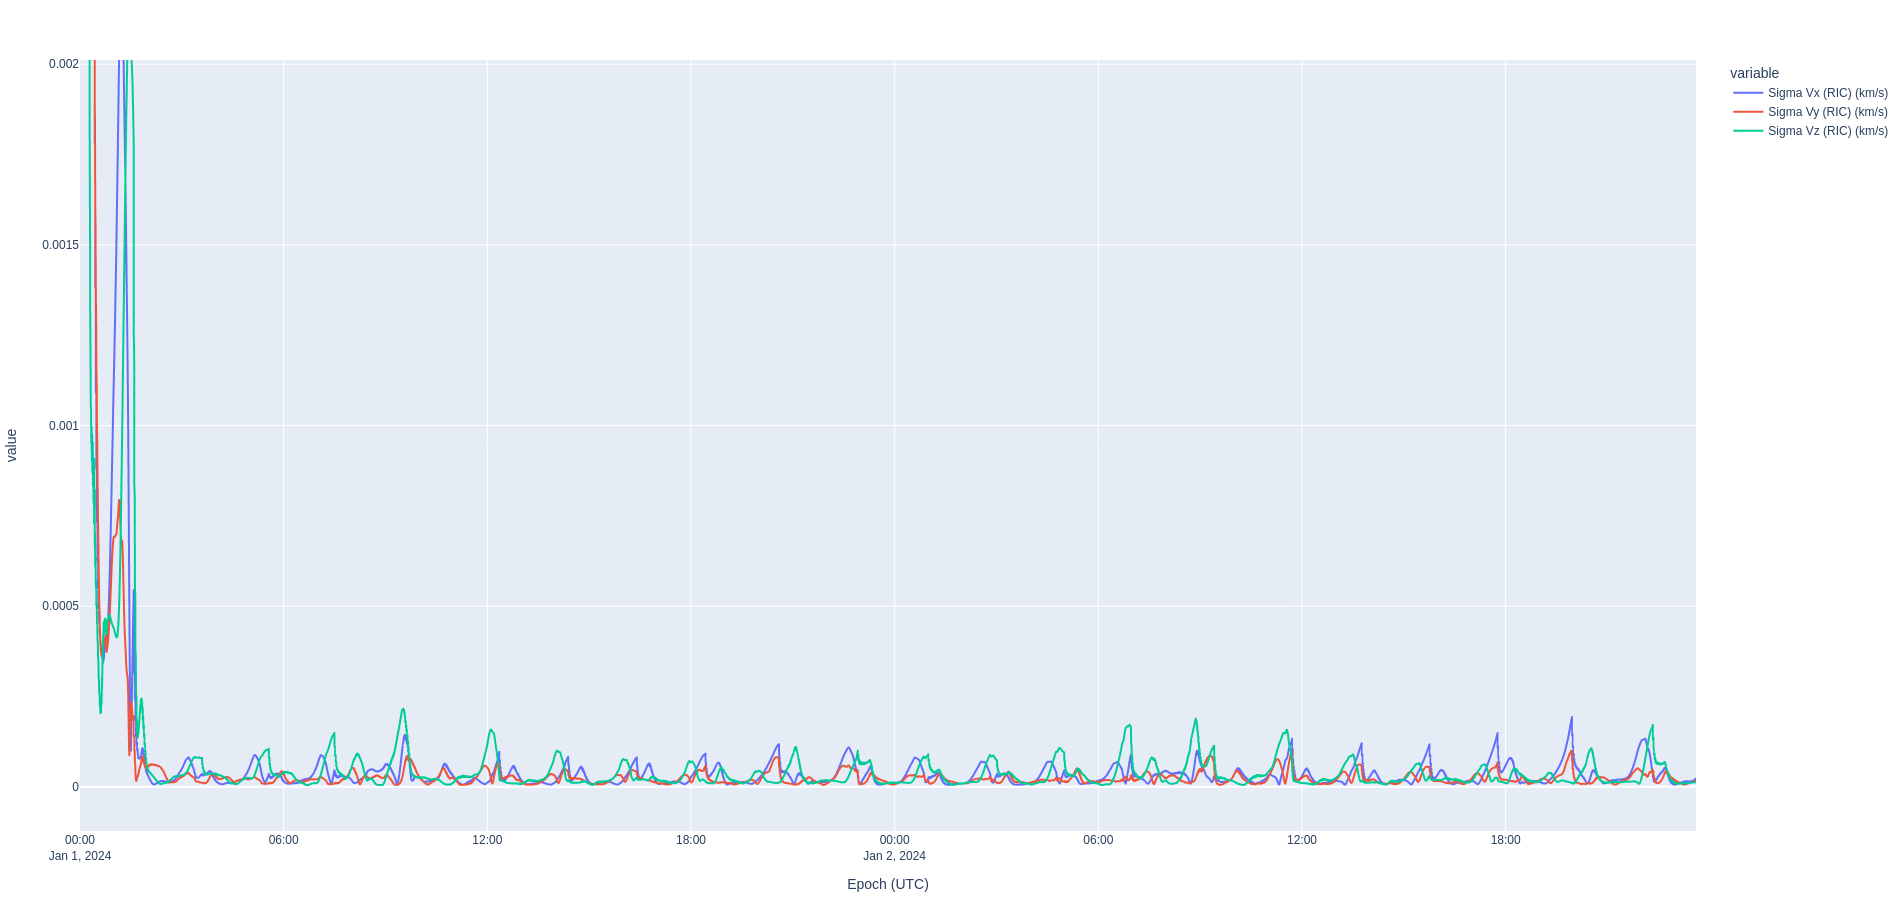 variable
Sigma Vx (RIC) (km/s)
Sigma Vy (RIC) (km/s)
Sigma Vz (RIC) (km/s)
0.002
0.0015
0.001
0.0005
0
value
00:00 06:00 12:00 18:00 00:00 06:00 12:00 18:00
Jan 1, 2024 Jan 2, 2024
Epoch (UTC)